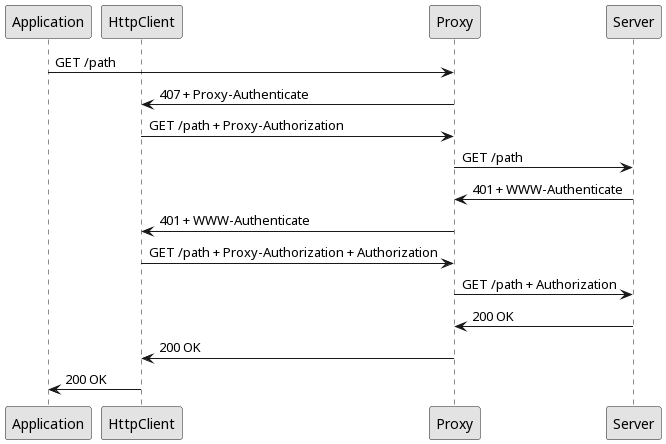 Application HttpClient Proxy Server
GET /path
407 + Proxy-Authenticate
GET /path + Proxy-Authorization
GET /path
401 + WWW-Authenticate
401 + WWW-Authenticate
GET /path + Proxy-Authorization + Authorization
GET /path + Authorization
200 OK
200 OK
200 OK
Application HttpClient Proxy Server